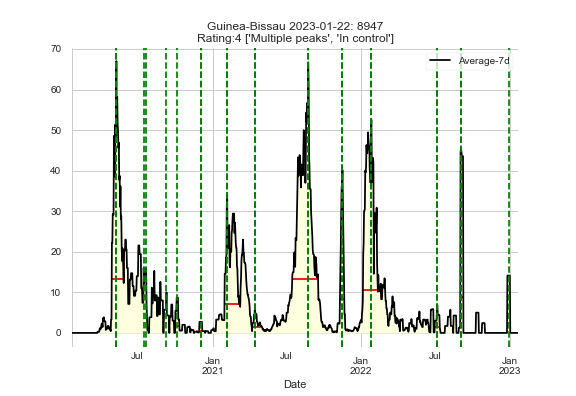 Guinea-Bissau 2023-01-22: 8947
Rating:4 ['Multiple peaks', 'In control']
70
Average-7d
60
50
40
30
20
10
0
Jul Jan Jul Jan Jul Jan
2021 2022 2023
Date